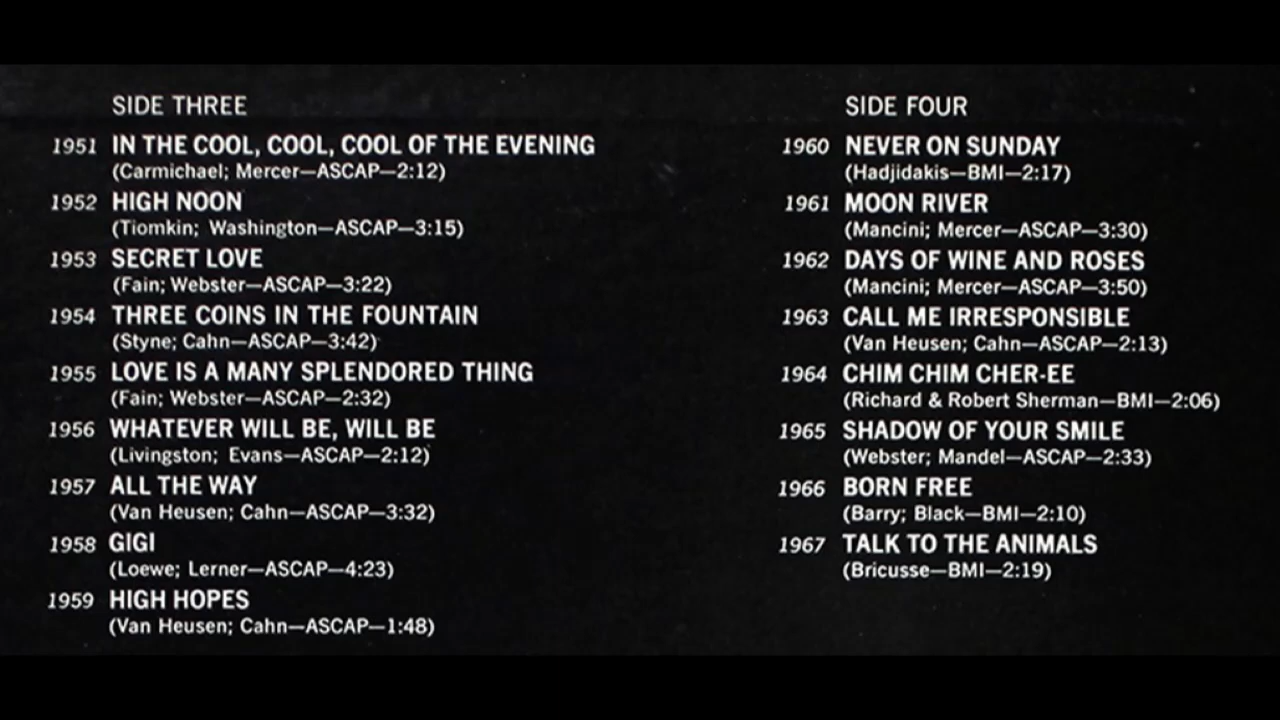 SIDE THREE
1951 IN THE COOL, COOL, COOL OF THE EVENING
(Carmichael; Mercer—ASCAP—2:12)
1952 HIGH NOON
(Tiomkin; Washington—ASCAP—3:15)
1953 SECRET LOVE
(Fain; Webster—ASCAP—3:22)
1954 THREE COINS IN THE FOUNTAIN
(Styne; Cahn—ASCAP—3:42)
1955 LOVE IS A MANY SPLENDORED THING
(Fain; Webster—ASCAP—2:32)
1956 WHATEVER WILL BE, WILL BE
(Livingston; Evans—ASCAP—2:12)
1957 ALL THE WAY
(Van Heusen; Cahn—ASCAP—3:32)
1958 GIGI
(Loewe; Lerner—ASCAP—4:23)
1959 HIGH HOPES
(Van Heusen; Cahn—ASCAP—1:48)
SIDE FOUR
1960 NEVER ON SUNDAY
(Hadjidakis—BMI—2:17)
1961 MOON RIVER
(Mancini; Mercer—ASCAP—3:30)
1962 DAYS OF WINE AND ROSES
(Mancini; Mercer—ASCAP—3:50)
1963 CALL ME IRRESPONSIBLE
(Van Heusen; Cahn—ASCAP—2:13)
1964 CHIM CHIM CHER-EE
(Richard & Robert Sherman—BMI—2:06)
1965 SHADOW OF YOUR SMILE
(Webster; Mandel—ASCAP—2:33)
1966 BORN FREE
(Barry; Black—BMI—2:10)
1967 TALK TO THE ANIMALS
(Bricusse—BMI—2:19)